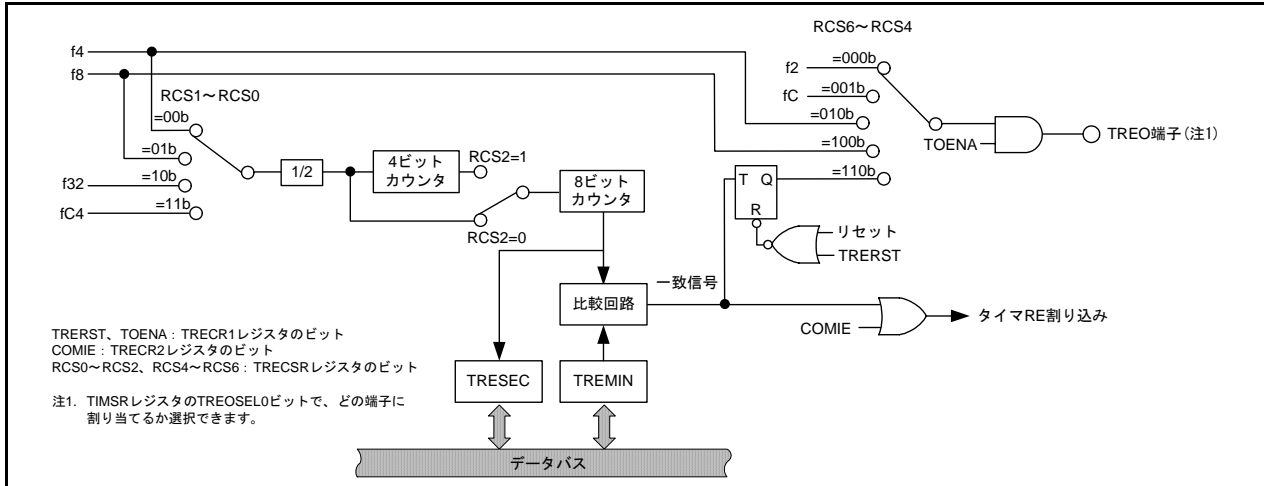 RCS6～RCS4
f4
f8
f2
=000b
fC
=001b
=010b
=100b
=110b
TOENA
TREO端子(注1)
RCS1～RCS0
=00b
=01b
f32
=10b
fC4
=11b
1/2
4ビット
カウンタ
RCS2=1
RCS2=0
8ビット
カウンタ
T Q
R
リセット
TRERST
比較回路
一致信号
COMIE
タイマRE割り込み
TRERST、TOENA : TRECR1レジスタのビット
COMIE : TRECR2レジスタのビット
RCS0～RCS2、RCS4～RCS6 : TRECSRレジスタのビット
TRESEC
TREMIN
注1. TIMSRレジスタのTREOSEL0ビットで、どの端子に
割り当てるか選択できます。
データバス